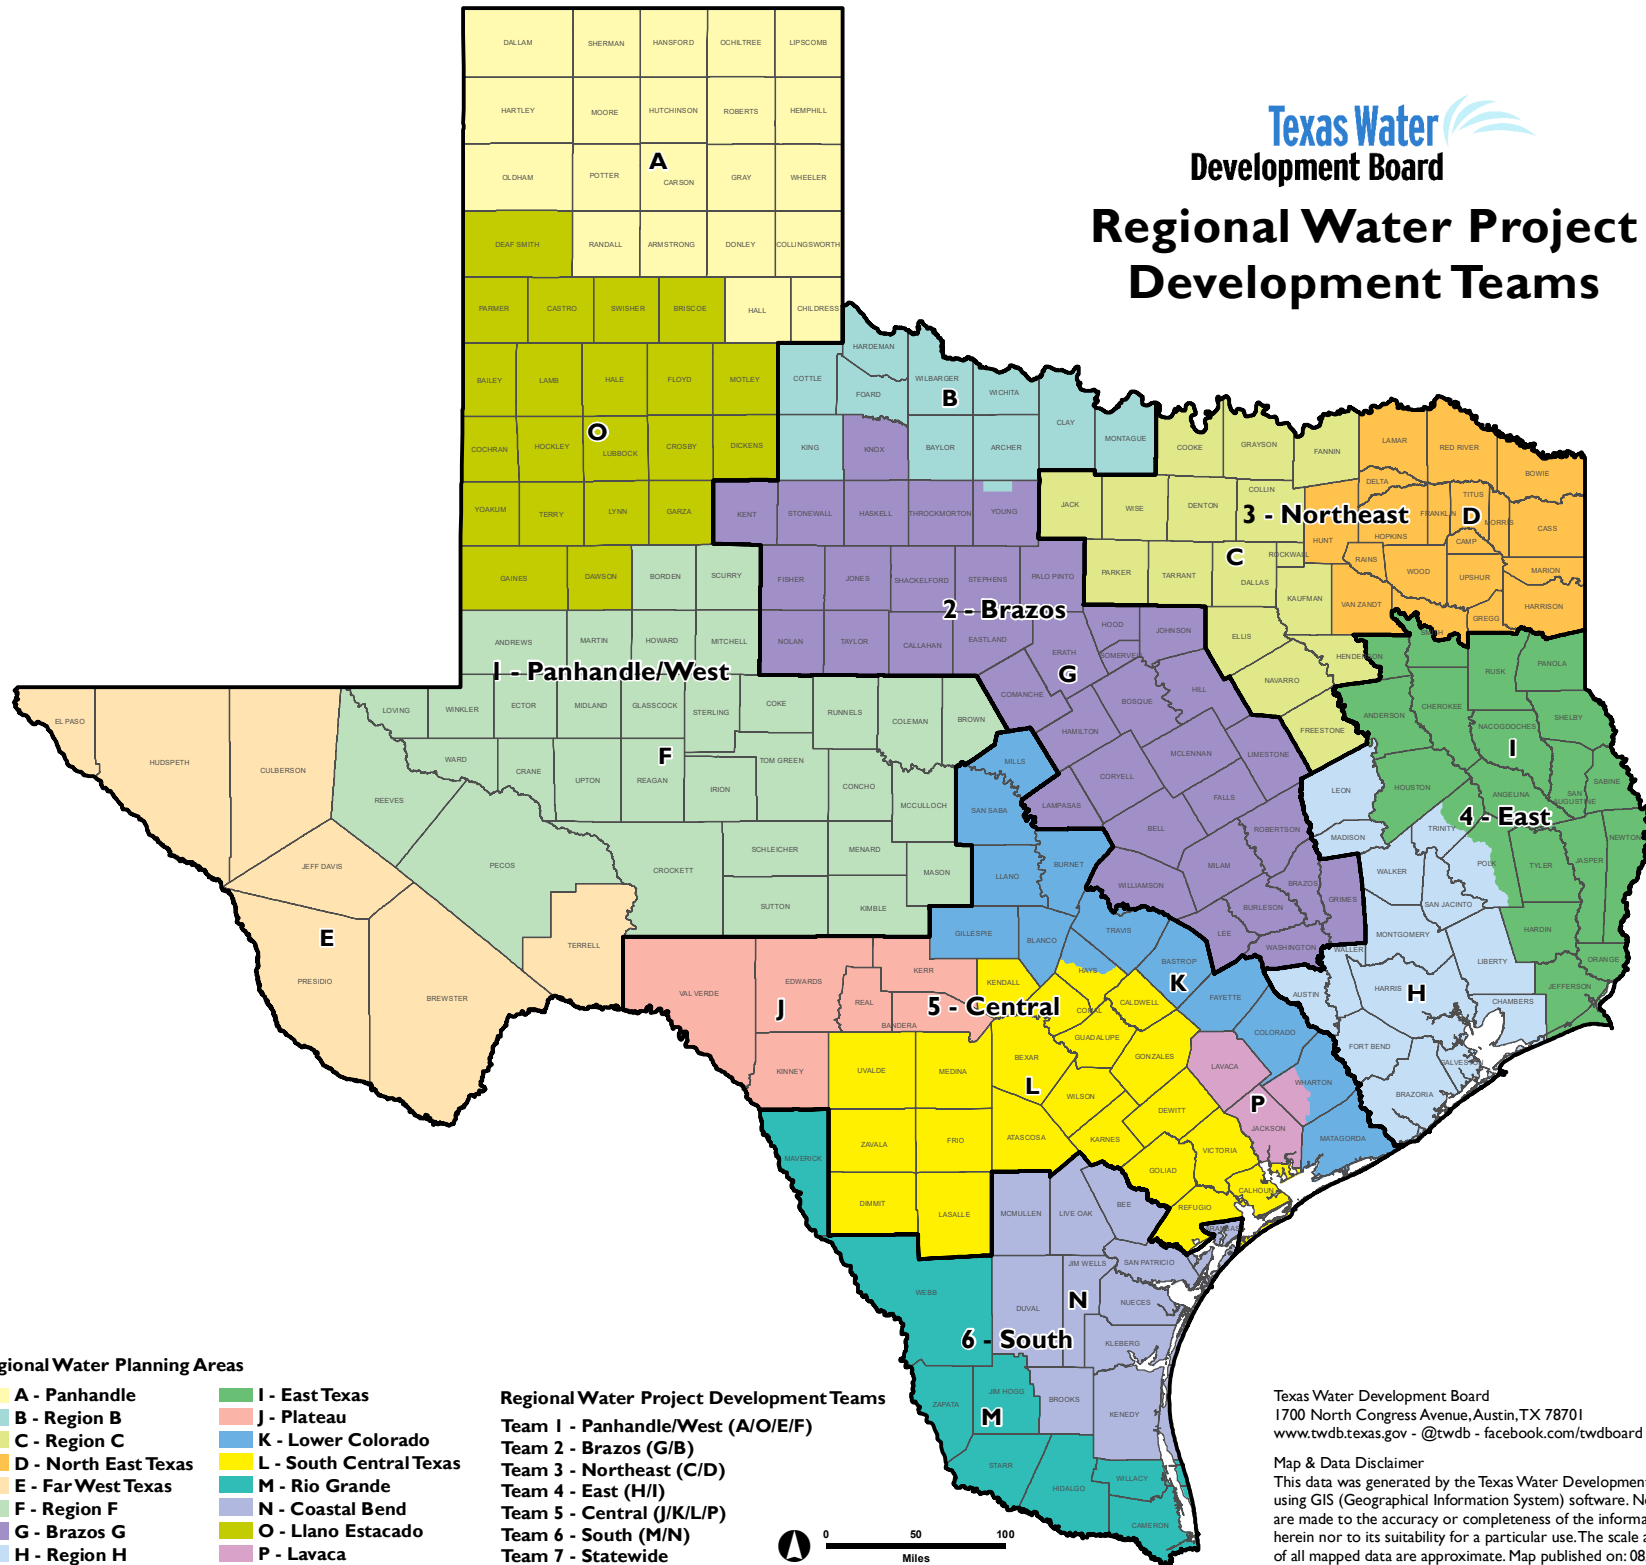 Texas Water
Development Board
Regional Water Project
Development Teams
DALLAM
SHERMAN
HANSFORD
OCHILTREE
LIPSCOMB
HARTLEY
MOORE
HUTCHINSON
ROBERTS
HEMPHILL
A
OLDHAM
POTTER
CARSON
GRAY
WHEELER
DEAF SMITH
RANDALL
ARMSTRONG
DONLEY
COLLINGSWORTH
PARMER
CASTRO
SWISHER
BRISCOE
HALL
CHILDRESS
HARDEMAN
BAILEY
LAMB
HALE
FLOYD
MOTLEY
COTTLE
FOARD
WILBARGER
WICHITA
B
CLAY
MONTAGUE
COCHRAN
HOCKLEY
O
LUBBOCK
CROSBY
DICKENS
KING
KNOX
BAYLOR
ARCHER
COOKE
GRAYSON
FANNIN
LAMAR
RED RIVER
BOWIE
YOAKUM
TERRY
LYNN
GARZA
KENT
STONEWALL
HASKELL
THROCKMORTON
YOUNG
JACK
WISE
DENTON
COLLIN
3 - Northeast
DELTA
TITUS
FRANKLIN
D
MORRIS
CASS
HUNT
HOPKINS
CAMP
GAINES
DAWSON
BORDEN
SCURRY
FISHER
JONES
SHACKELFORD
STEPHENS
PALO PINTO
PARKER
TARRANT
C
ROCKWALL
DALLAS
RAINS
WOOD
UPSHUR
MARION
KAUFMAN
VAN ZANDT
HARRISON
GREGG
2 - Brazos
ANDREWS
MARTIN
HOWARD
MITCHELL
NOLAN
TAYLOR
CALLAHAN
EASTLAND
ERATH
HOOD
SOMERVELL
JOHNSON
ELLIS
HENDERSON
SMITH
RUSK
PANOLA
1 - Panhandle/West
G
COMANCHE
BOSQUE
HILL
NAVARRO
EL PASO
HUDSPETH
CULBERSON
LOVING
WINKLER
ECTOR
MIDLAND
GLASSCOCK
STERLING
COKE
RUNNELS
COLEMAN
BROWN
HAMILTON
MCLENNAN
LIMESTONE
FREESTONE
ANDERSON
CHEROKEE
NACOGDOCHES
SHELBY
I
WARD
CRANE
UPTON
F
REAGAN
IRION
TOM GREEN
CONCHO
MCCULLOCH
REEVES
MILLS
SAN SABA
LAMPASAS
CORYELL
FALLS
BELL
ROBERTSON
LEON
MADISON
HOUSTON
ANGELINA
SAN
AUGUSTINE
SABINE
4 - East
TRINITY
POLK
TYLER
JASPER
NEWTON
JEFF DAVIS
PECOS
CROCKETT
SCHLEICHER
MENARD
MASON
SUTTON
KIMBLE
LLANO
BURNET
WILLIAMSON
MILAM
BRAZOS
BURLESON
GRIMES
WALKER
SAN JACINTO
E
TERRELL
PRESIDIO
BREWSTER
GILLESPIE
BLANCO
TRAVIS
LEE
WASHINGTON
WALLER
MONTGOMERY
LIBERTY
HARDIN
ORANGE
JEFFERSON
VAL VERDE
EDWARDS
KERR
REAL
J
BANDERA
KINNEY
KENDALL
5 - Central
HAYS
COMAL
CALDWELL
BASTROP
K
FAYETTE
AUSTIN
HARRIS
H
CHAMBERS
GUADALUPE
COLORADO
FORT BEND
GALVESTON
BRAZORIA
UVALDE
MEDINA
BEXAR
L
WILSON
GONZALES
LAVACA
DEWITT
P
JACKSON
WHARTON
MATAGORDA
MAVERICK
ZAVALA
FRIO
ATASCOSA
KARNES
GOLIAD
VICTORIA
CALHOUN
REFUGIO
DIMMIT
LASALLE
MCMULLEN
LIVE OAK
BEE
WEBB
DUVAL
JIM WELLS
SAN PATRICIO
N
NUECES
KLEBERG
6 - South
ZAPATA
JIM HOGG
BROOKS
KENEDY
M
STARR
HIDALGO
WILLACY
CAMERON
gional Water Planning Areas
A - Panhandle
B - Region B
C - Region C
D - North East Texas
E - Far West Texas
F - Region F
G - Brazos G
H - Region H
I - East Texas
J - Plateau
K - Lower Colorado
L - South Central Texas
M - Rio Grande
N - Coastal Bend
O - Llano Estacado
P - Lavaca
Regional Water Project Development Teams
Team 1 - Panhandle/West (A/O/E/F)
Team 2 - Brazos (G/B)
Team 3 - Northeast (C/D)
Team 4 - East (H/I)
Team 5 - Central (J/K/L/P)
Team 6 - South (M/N)
Team 7 - Statewide
0 50 100
Miles
Texas Water Development Board
1700 North Congress Avenue, Austin, TX 78701
www.twdb.texas.gov - @twdb - facebook.com/twdboard
Map & Data Disclaimer
This data was generated by the Texas Water Developmen
using GIS (Geographical Information System) software. N
are made to the accuracy or completeness of the informa
herein nor to its suitability for a particular use. The scale
of all mapped data are approximate. Map published on: 08